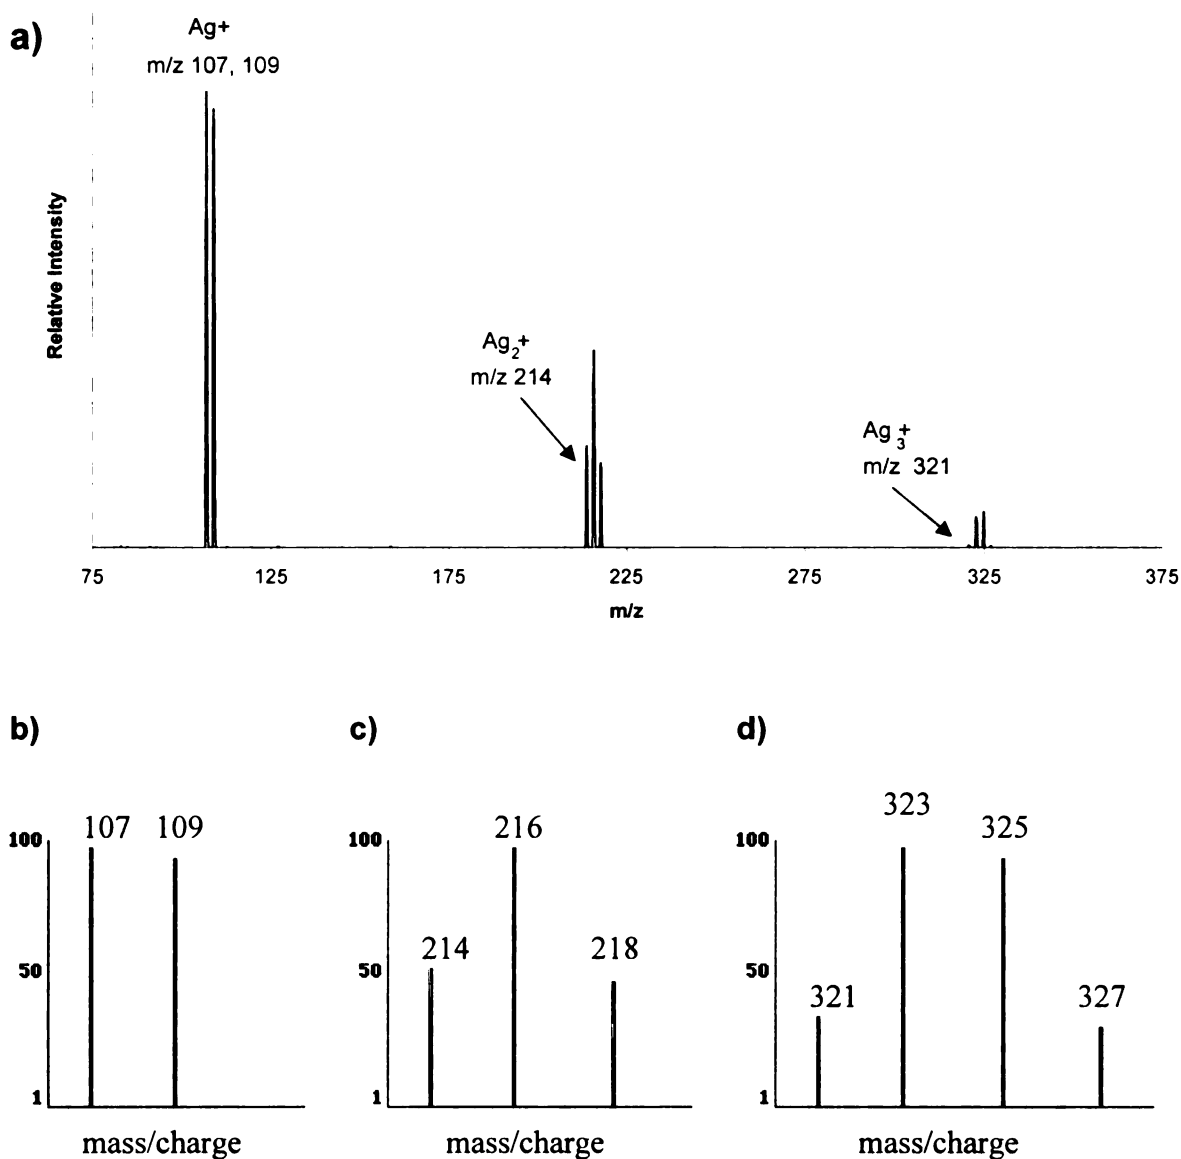 a)
Ag+
m/z 107, 109
Relative Intensity
Ag2+
m/z 214
Ag3+
m/z 321
75 125 175 225 275 325 375
m/z
b) c) d)
107 109
100
50
1
mass/charge
216
214
218
100
50
1
mass/charge
323
325
321
327
100
50
1
mass/charge